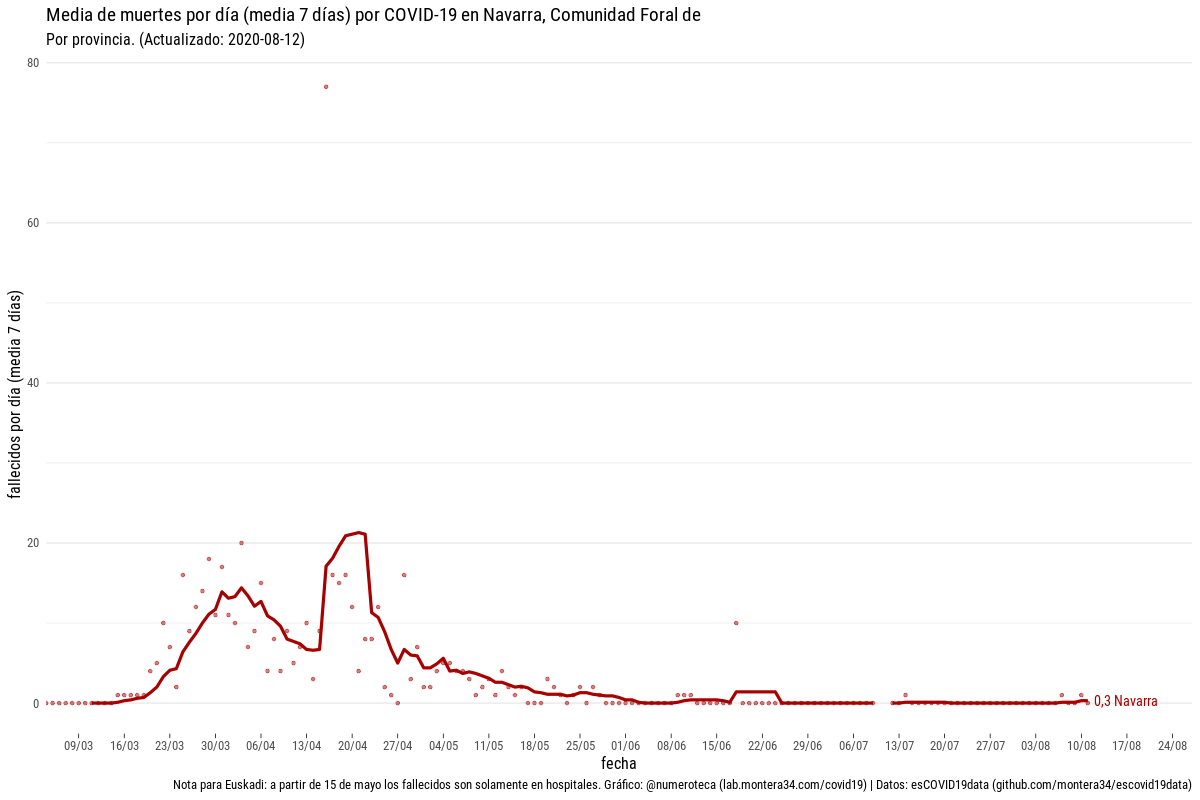 Media de muertes por día (media 7 días) por COVID-19 en Navarra, Comunidad Foral de
Por provincia. (Actualizado: 2020-08-12)
80
60
40
20
0
fallecidos por día (media 7 días)
0,3 Navarra
09/03 16/03 23/03 30/03 06/04 13/04 20/04 27/04 04/05 11/05 18/05 25/05 01/06 08/06 15/06 22/06 29/06 06/07 13/07 20/07 27/07 03/08 10/08 17/08 24/08
fecha
Nota para Euskadi: a partir de 15 de mayo los fallecidos son solamente en hospitales. Gráfico: @numeroteca (lab.montera34.com/covid19) | Datos: esCOVID19data (github.com/montera34/escovid19data)